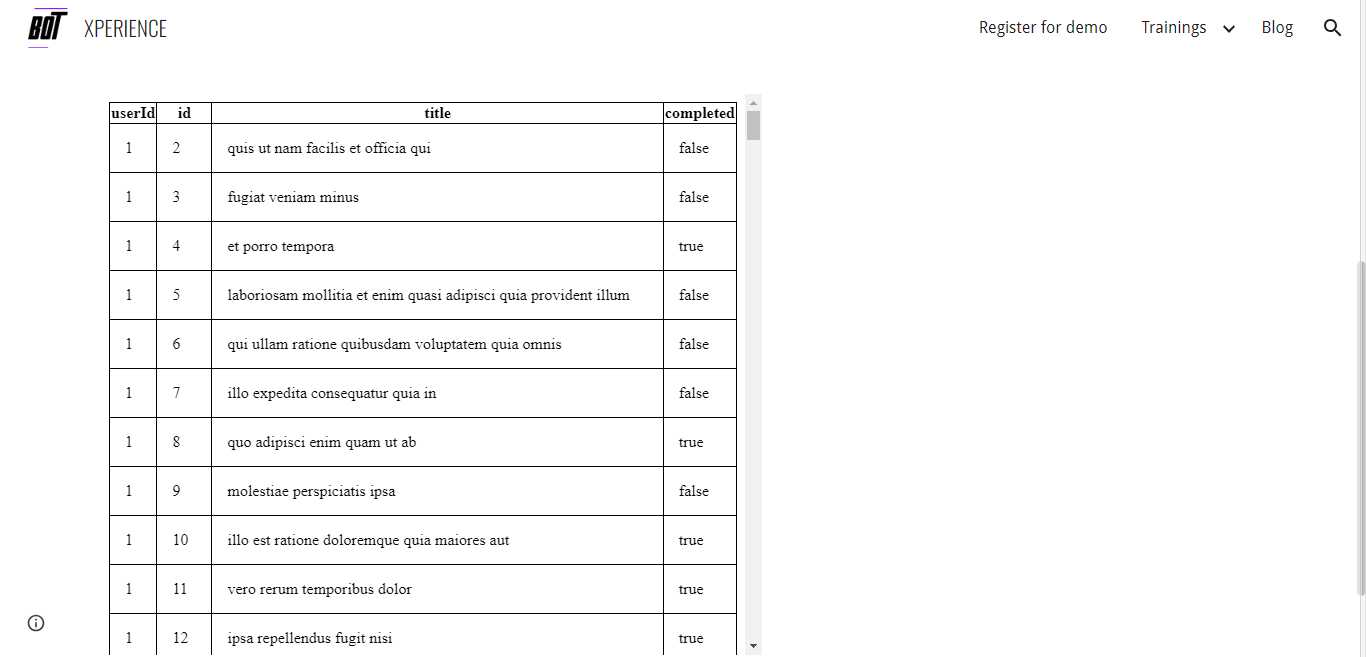 BOT XPERIENCE Register for demo Trainings Blog
userId id title completed
1 2 quis ut nam facilis et officia qui false
1 3 fugiat veniam minus false
1 4 et porro tempora true
1 5 laboriosam mollitia et enim quasi adipisci quia provident illum false
1 6 qui ullam ratione quibusdam voluptatem quia omnis false
1 7 illo expedita consequatur quia in false
1 8 quo adipisci enim quam ut ab true
1 9 molestiae perspiciatis ipsa false
1 10 illo est ratione doloremque quia maiores aut true
1 11 vero rerum temporibus dolor true
1 12 ipsa repellendus fugit nisi true